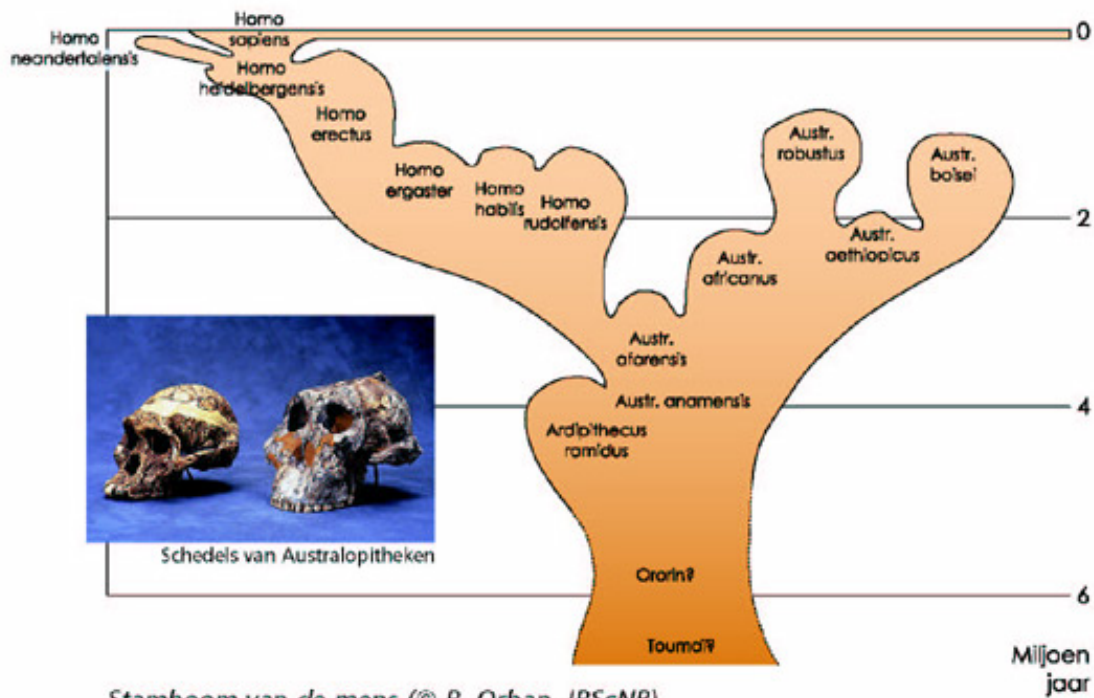 Homo
sapiens
0
Homo
neandertalensis
Homo
heidelbergensis
Homo
erectus
Austr.
robustus
Austr.
boisei
Homo
ergaster
Homo
habilis
Homo
rudolfensis
2
Austr.
aethiopicus
Austr.
africanus
Austr.
afarensis
Austr. anamensis
4
Ardipithecus
ramidus
Schedels van Australopitheken
Ororin?
6
Toumaï?
Miljoen
jaar
Stamboom van de mens (© R. Orban